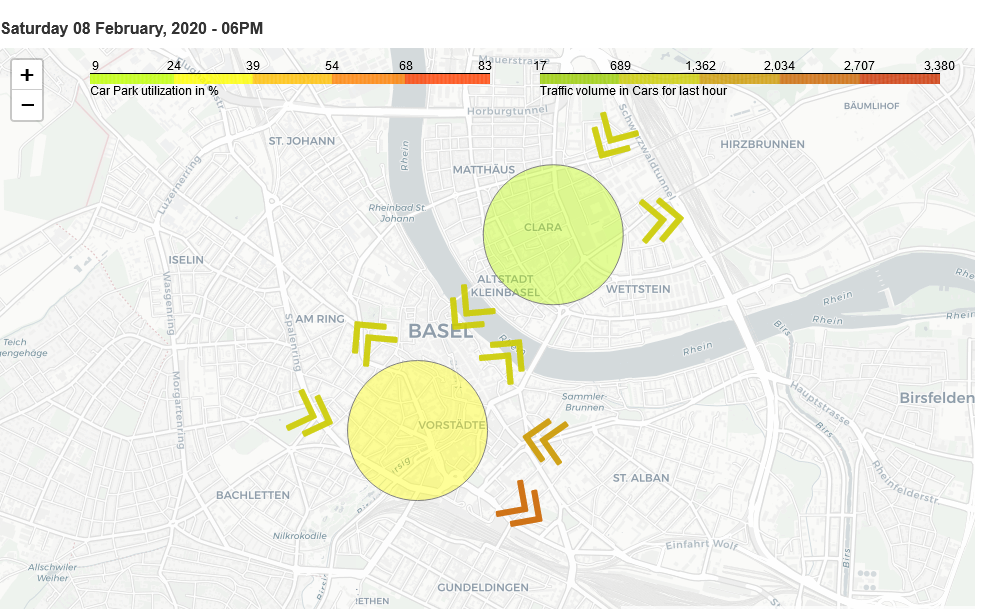 Saturday 08 February, 2020 - 06PM
+
−
9 24 39 54 68 83
Car Park utilization in %
17 689 1,362 2,034 2,707 3,380
Traffic volume in Cars for last hour
Mauerstrasse
Horburgtunnel
Schwarzwaldtunnel
BÄUMLIHOF
ST. JOHANN
HIRZBRUNNEN
Rhein
MATTHÄUS
Luzernerring
Rheinbad St.
Johann
CLARA
ISELIN
ALTSTADT
KLEINBASEL
WETTSTEIN
Wasgenring
Spalenring
AM RING
BASEL
Rhein
Rhein
Rhein
Rhein
Rhein
Birs
Teich
Morgartenring
Sammler-
Brunnen
Hauptstrasse
Birsfelden
VORSTÄDTE
Birs
Rheinfelderstr.
BACHLETTEN
ST. ALBAN
Nilkrokodile
Einfahrt Wolf
Allschwiler
Weiher
Birs
GUNDELDINGEN